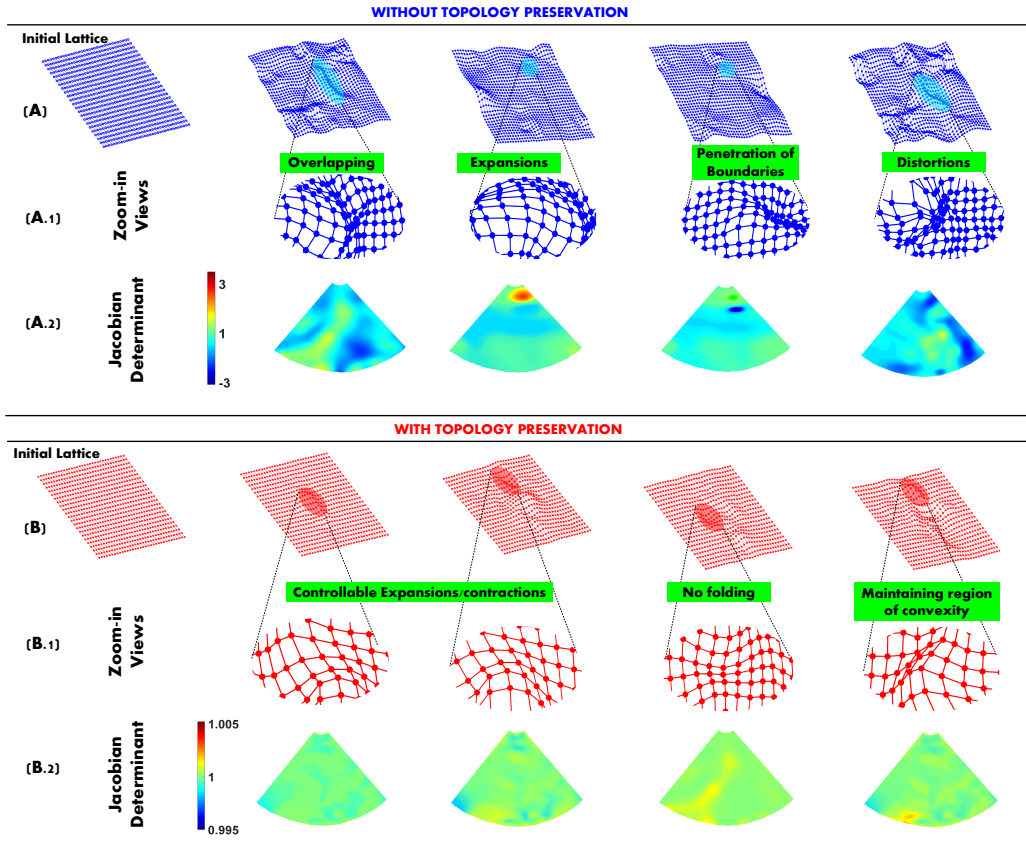 WITHOUT TOPOLOGY PRESERVATION
Initial Lattice
(A)
Overlapping
Expansions
Penetration of
Boundaries
Distortions
(A.1)
Zoom-in
Views
(A.2)
Jacobian
Determinant
3
1
-3
WITH TOPOLOGY PRESERVATION
Initial Lattice
(B)
Controllable Expansions/contractions
No folding
Maintaining region
of convexity
(B.1)
Zoom-in
Views
(B.2)
Jacobian
Determinant
1.005
1
0.995